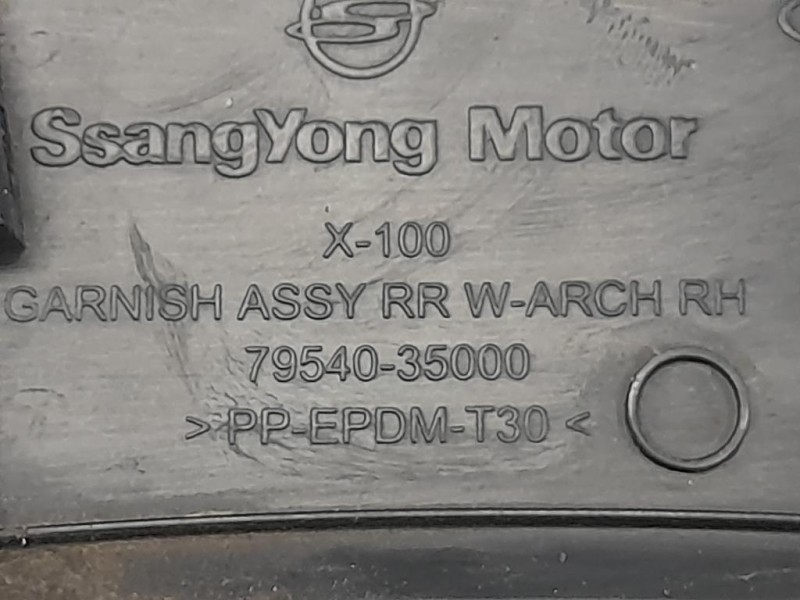 SsangYong Motor
X-100
GARNISH ASSY RR W-ARCH RH
79540-35000
>PP-EPDM-T30<